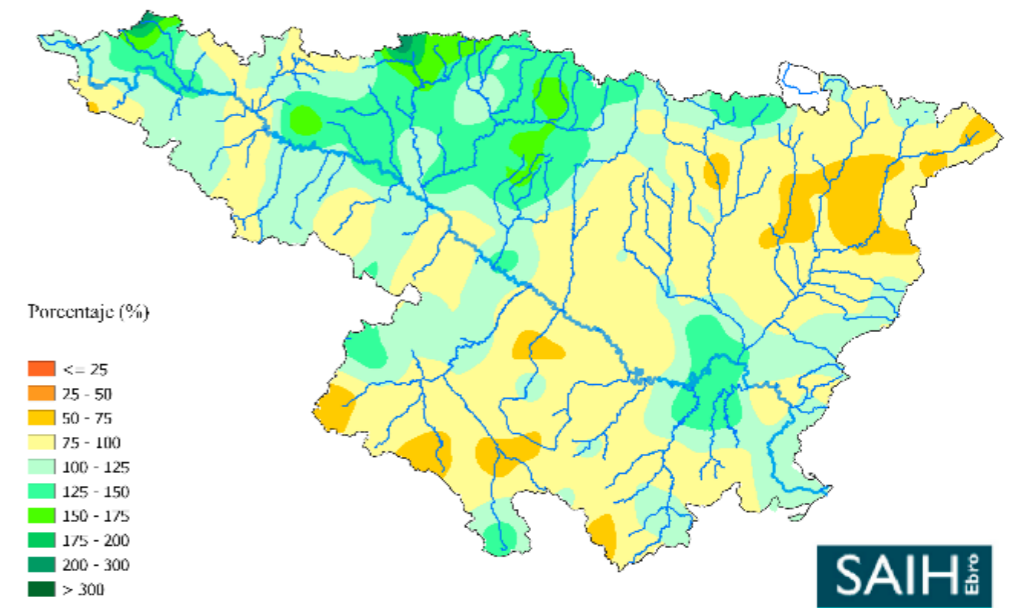 Porcentaje (%)
<= 25
25 - 50
50 - 75
75 - 100
100 - 125
125 - 150
150 - 175
175 - 200
200 - 300
> 300
SAIH Ebro